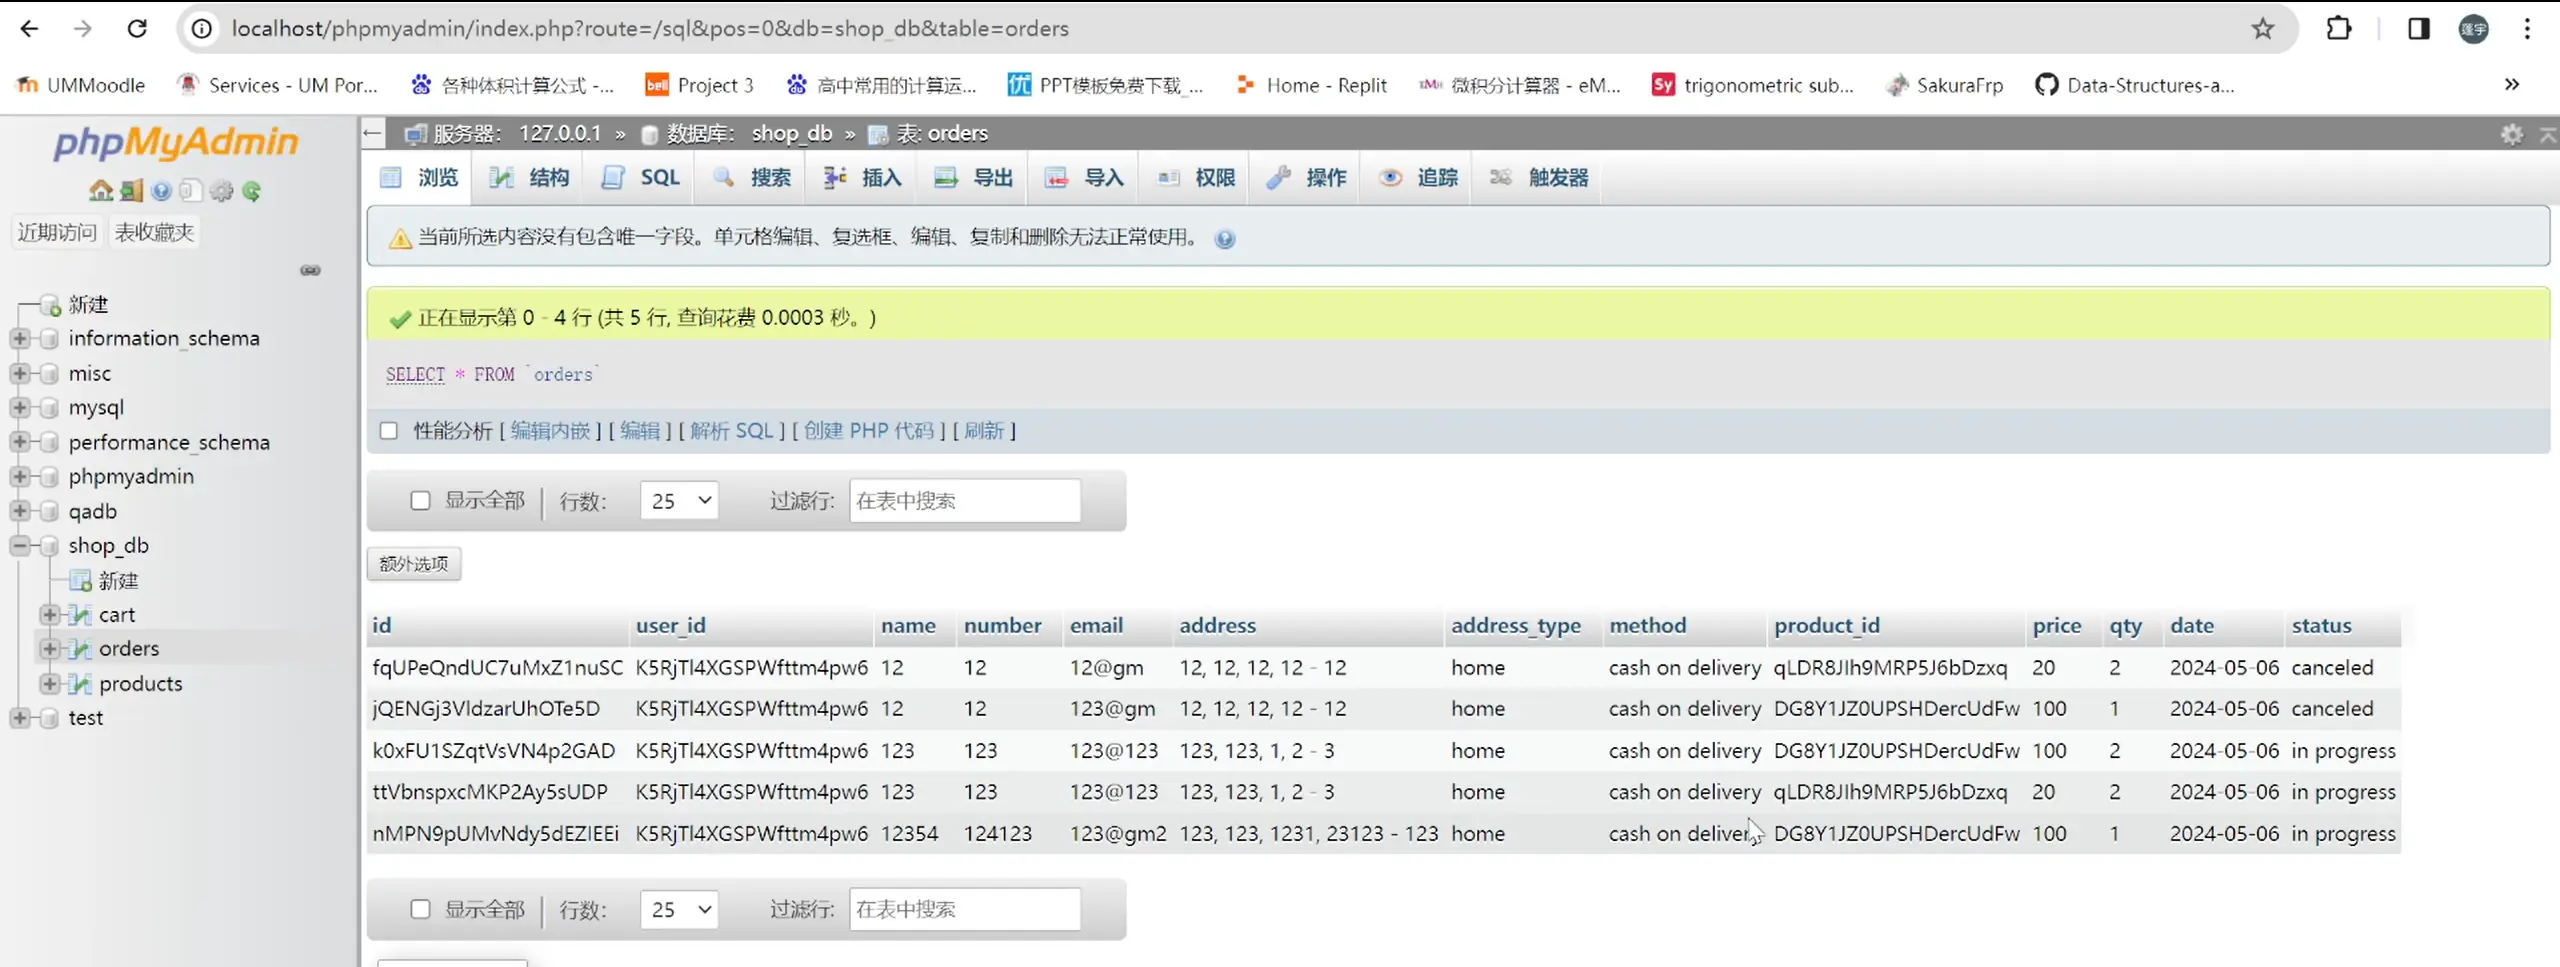 localhost/phpmyadmin/index.php?route=/sql&pos=0&db=shop_db&table=orders
蓬宇
UMMoodle
Services - UM Por...
各种体积计算公式 -...
bell Project 3
高中常用的计算运...
优 PPT模板免费下载_...
Home - Replit
微积分计算器 - eM...
Sy trigonometric sub...
SakuraFrp
Data-Structures-a...
phpMyAdmin
近期访问 表收藏夹
新建
information_schema
misc
mysql
performance_schema
phpmyadmin
qadb
shop_db
新建
cart
orders
products
test
服务器: 127.0.0.1 » 数据库: shop_db » 表: orders
浏览 结构 SQL 搜索 插入 导出 导入 权限 操作 追踪 触发器
当前所选内容没有包含唯一字段。单元格编辑、复选框、编辑、复制和删除无法正常使用。
正在显示第 0 - 4 行 (共 5 行, 查询花费 0.0003 秒。)
SELECT * FROM `orders`
性能分析 [ 编辑内嵌 ] [ 编辑 ] [ 解析 SQL ] [ 创建 PHP 代码 ] [ 刷新 ]
显示全部 行数: 25 过滤行: 在表中搜索
额外选项
id user_id name number email address address_type method product_id price qty date status
fqUPeQndUC7uMxZ1nuSC K5RjTl4XGSPWfttm4pw6 12 12 12@gm 12, 12, 12, 12 - 12 home cash on delivery qLDR8JIh9MRP5J6bDzxq 20 2 2024-05-06 canceled
jQENGj3VldzarUhOTe5D K5RjTl4XGSPWfttm4pw6 12 12 123@gm 12, 12, 12, 12 - 12 home cash on delivery DG8Y1JZ0UPSHDercUdFw 100 1 2024-05-06 canceled
k0xFU1SZqtVsVN4p2GAD K5RjTl4XGSPWfttm4pw6 123 123 123@123 123, 123, 1, 2 - 3 home cash on delivery DG8Y1JZ0UPSHDercUdFw 100 2 2024-05-06 in progress
ttVbnspxcMKP2Ay5sUDP K5RjTl4XGSPWfttm4pw6 123 123 123@123 123, 123, 1, 2 - 3 home cash on delivery qLDR8JIh9MRP5J6bDzxq 20 2 2024-05-06 in progress
nMPN9pUMvNdy5dEZIEEi K5RjTl4XGSPWfttm4pw6 12354 124123 123@gm2 123, 123, 1231, 23123 - 123 home cash on delivery DG8Y1JZ0UPSHDercUdFw 100 1 2024-05-06 in progress
显示全部 行数: 25 过滤行: 在表中搜索